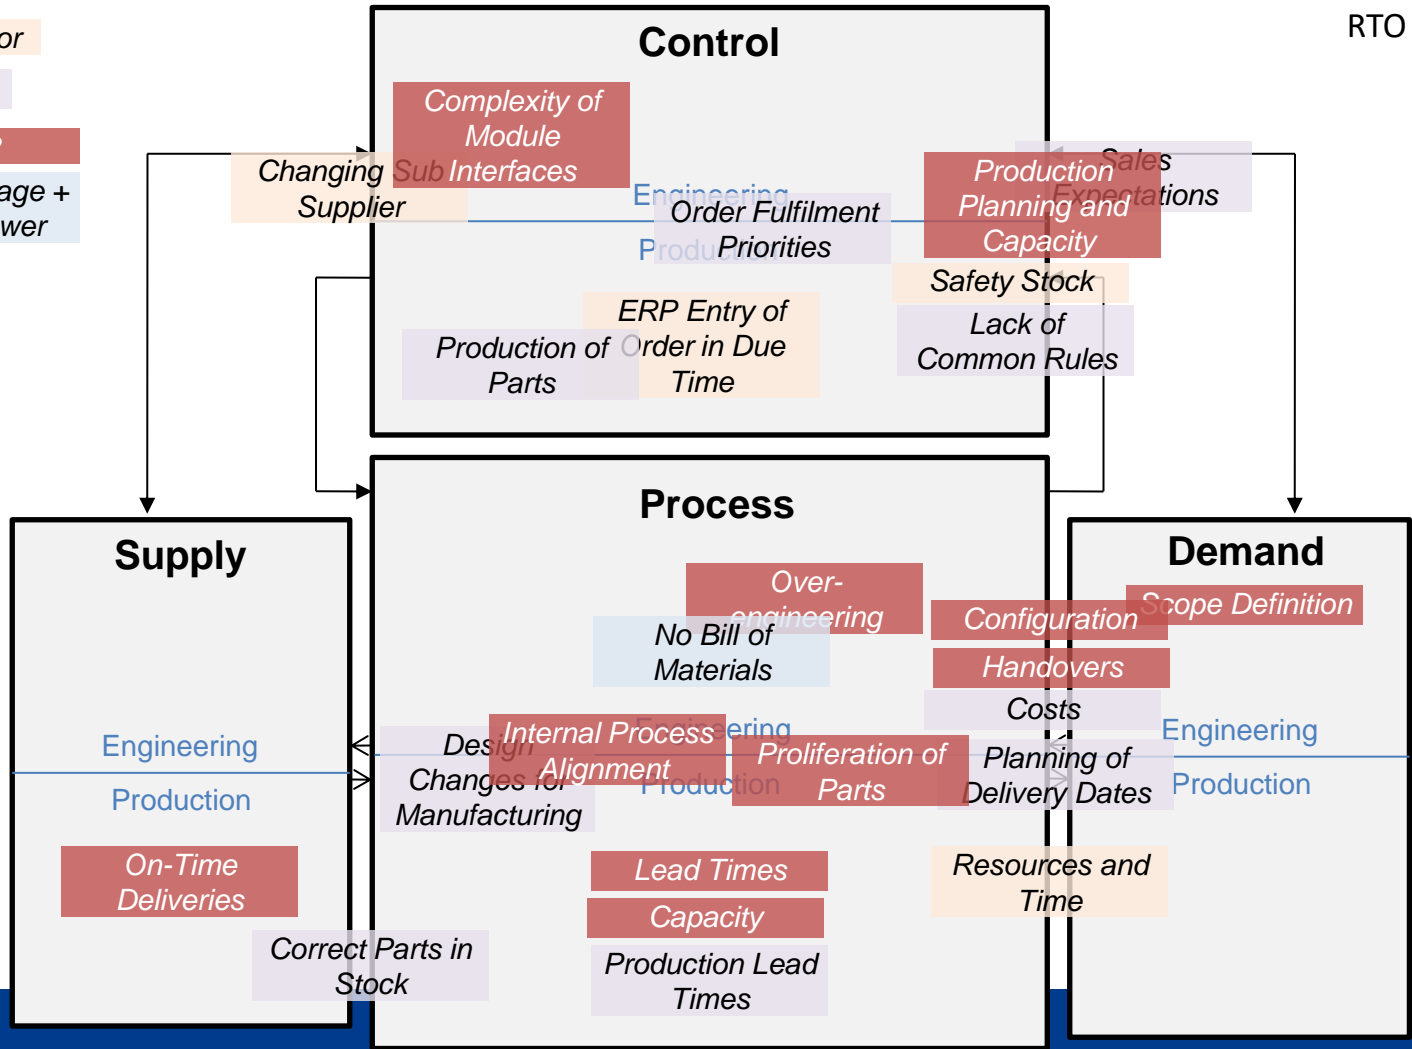 or
RTO
age +
wer
Control
Complexity of
Module
Interfaces
Changing Sub
Supplier
Engineering
Production
Order Fulfilment
Priorities
Production
Planning and
Capacity
Sales
Expectations
Safety Stock
Lack of
Common Rules
ERP Entry of
Order in Due
Time
Production of
Parts
Process
Over-
engineering
No Bill of
Materials
Configuration
Handovers
Costs
Engineering
Production
Internal Process
Alignment
Design
Changes for
Manufacturing
Proliferation of
Parts
Planning of
Delivery Dates
Lead Times
Capacity
Production Lead
Times
Resources and
Time
Supply
Engineering
Production
On-Time
Deliveries
Correct Parts in
Stock
Demand
Scope Definition
Engineering
Production